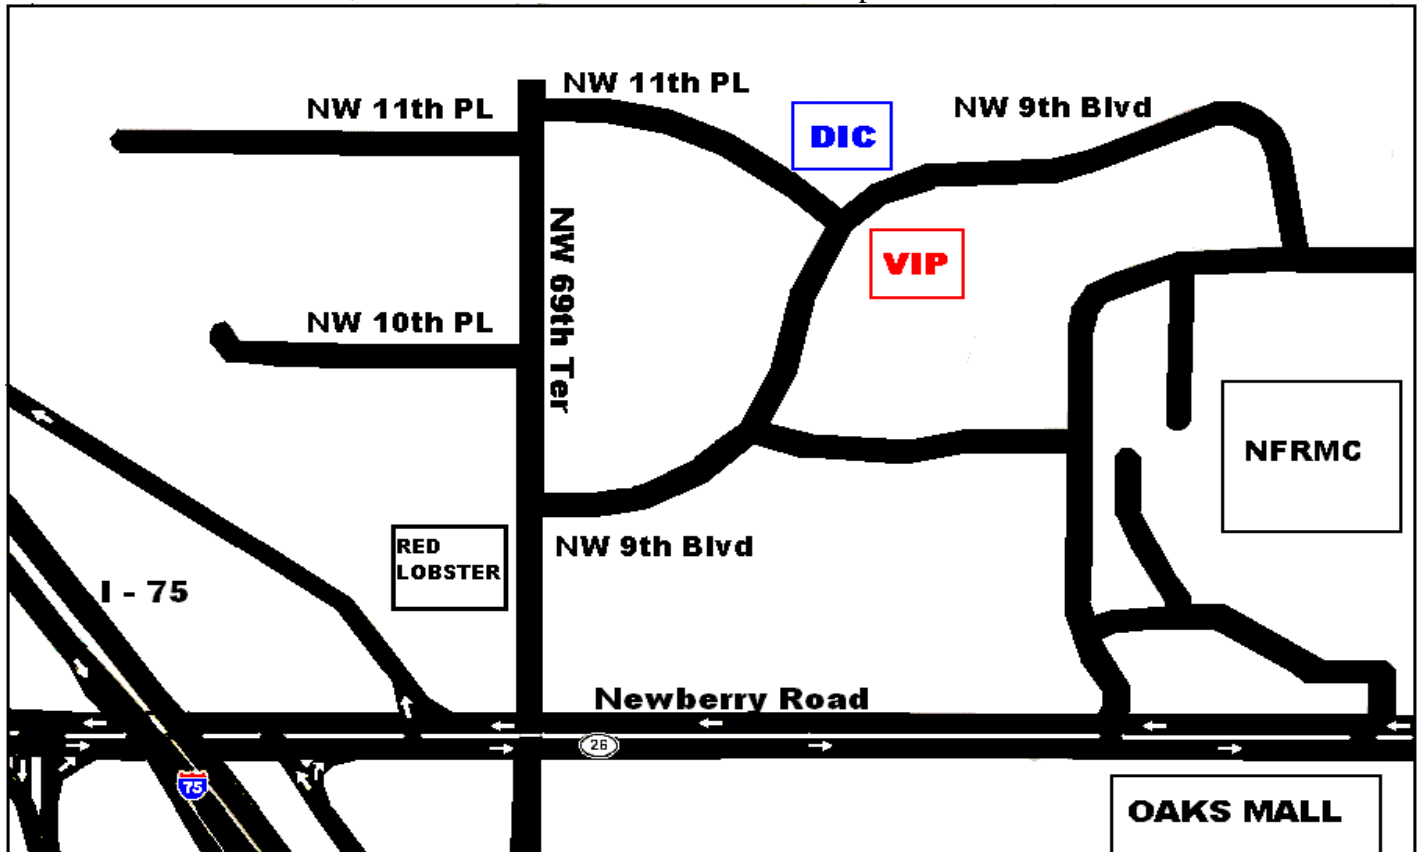 NW 11th PL
NW 11th PL
NW 9th Blvd
DIC
NW 69th Ter
VIP
NW 10th PL
NFRMC
RED
LOBSTER
NW 9th Blvd
I - 75
Newberry Road
26
75
OAKS MALL